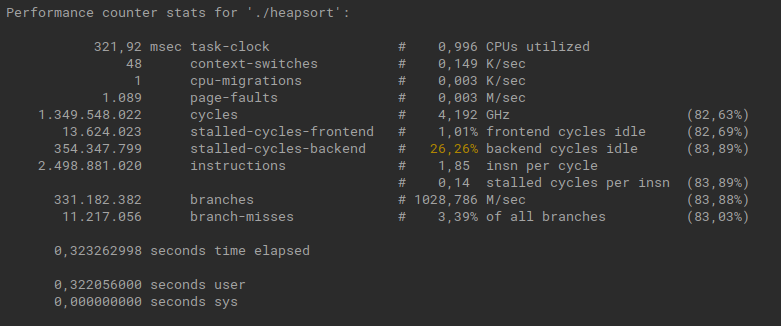 Performance counter stats for './heapsort':
321,92 msec task-clock # 0,996 CPUs utilized
48 context-switches # 0,149 K/sec
1 cpu-migrations # 0,003 K/sec
1.089 page-faults # 0,003 M/sec
1.349.548.022 cycles # 4,192 GHz (82,63%)
13.624.023 stalled-cycles-frontend # 1,01% frontend cycles idle (82,69%)
354.347.799 stalled-cycles-backend # 26,26% backend cycles idle (83,89%)
2.498.881.020 instructions # 1,85 insn per cycle
# 0,14 stalled cycles per insn (83,89%)
331.182.382 branches # 1028,786 M/sec (83,88%)
11.217.056 branch-misses # 3,39% of all branches (83,03%)
0,323262998 seconds time elapsed
0,322056000 seconds user
0,000000000 seconds sys